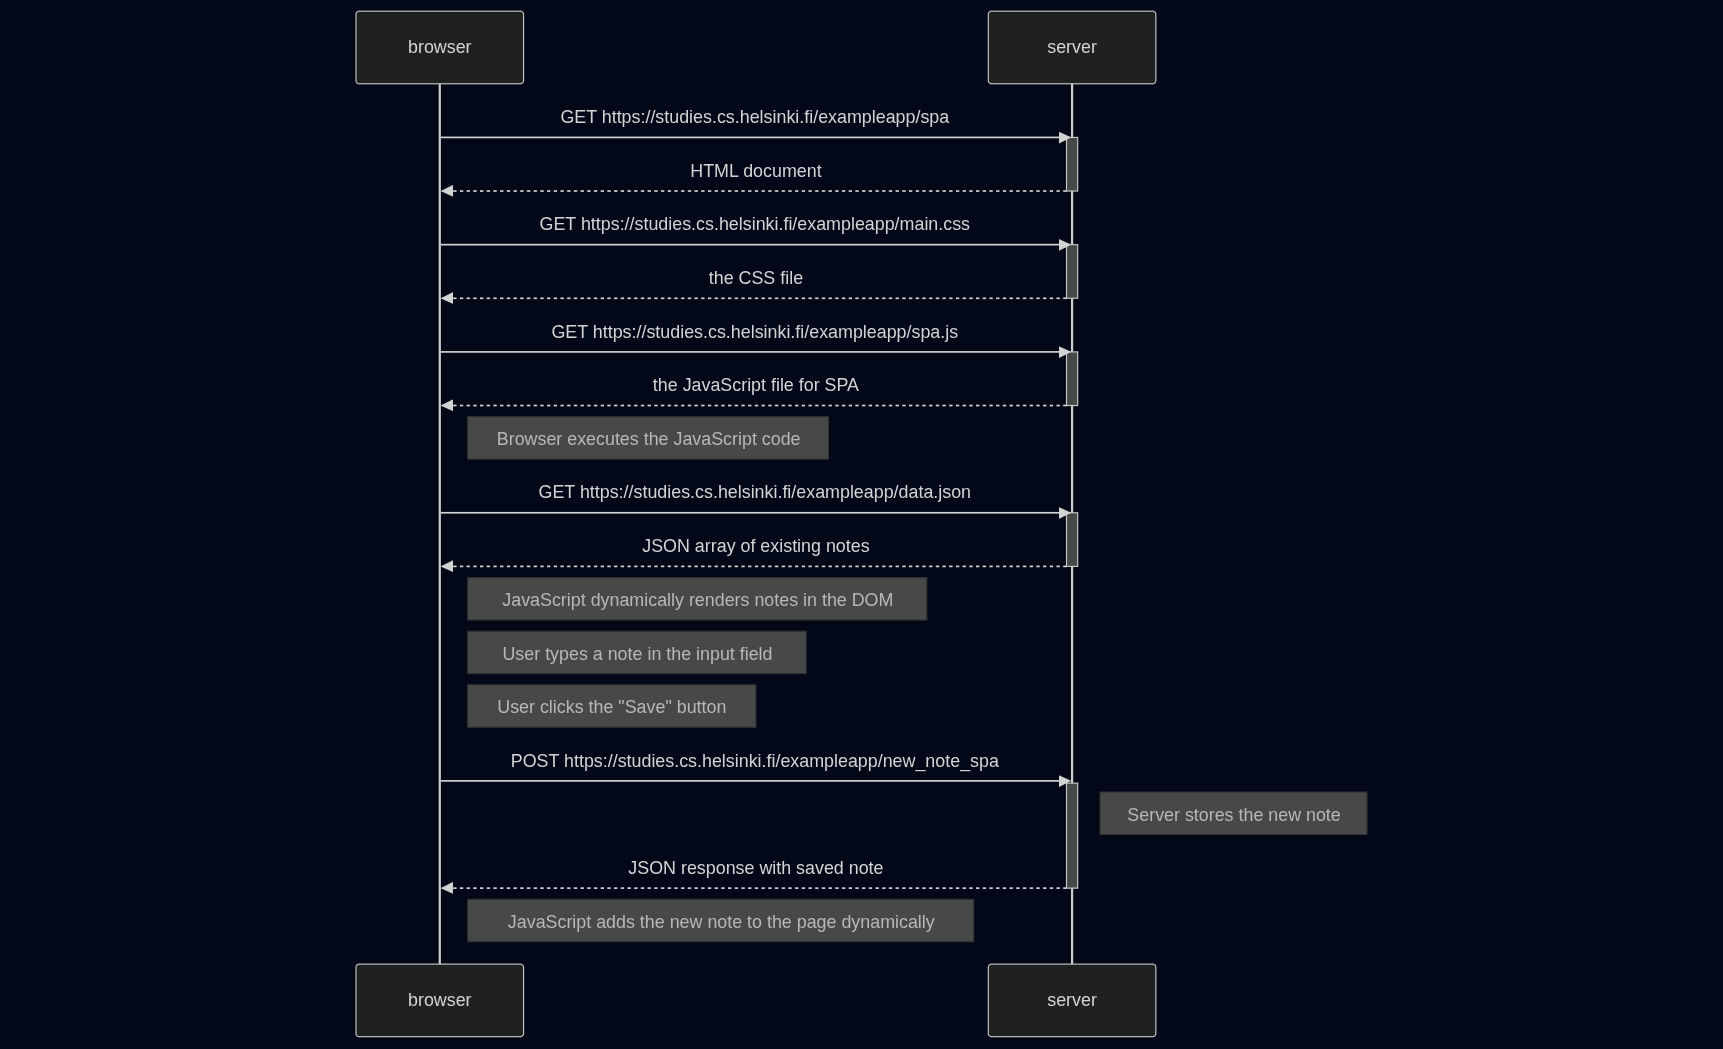 browser
server
GET https://studies.cs.helsinki.fi/exampleapp/spa
HTML document
GET https://studies.cs.helsinki.fi/exampleapp/main.css
the CSS file
GET https://studies.cs.helsinki.fi/exampleapp/spa.js
the JavaScript file for SPA
Browser executes the JavaScript code
GET https://studies.cs.helsinki.fi/exampleapp/data.json
JSON array of existing notes
JavaScript dynamically renders notes in the DOM
User types a note in the input field
User clicks the "Save" button
POST https://studies.cs.helsinki.fi/exampleapp/new_note_spa
Server stores the new note
JSON response with saved note
JavaScript adds the new note to the page dynamically
browser
server